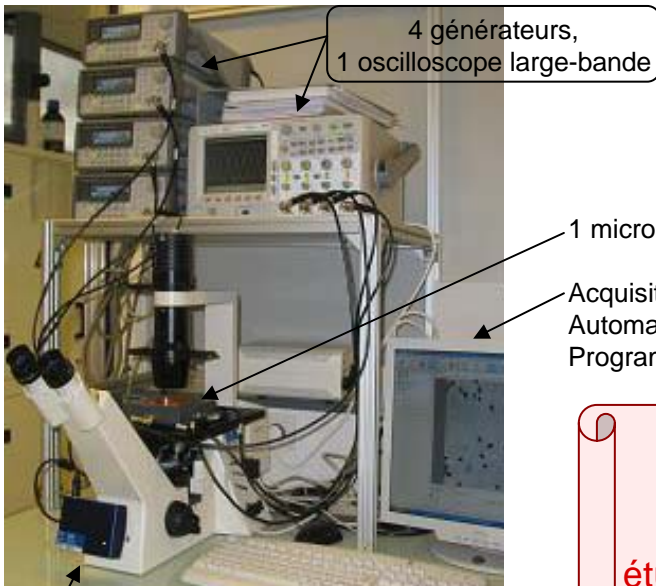 4 générateurs,
1 oscilloscope large-bande
1 micro
Acquisit
Automa
Program
ét